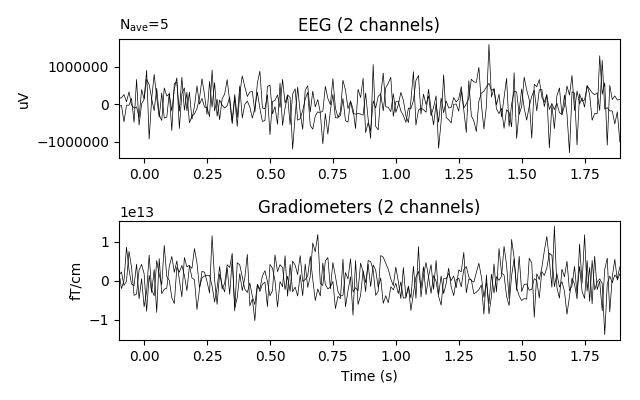 N_ave=5
EEG (2 channels)
1000000
0
−1000000
uV
0.00 0.25 0.50 0.75 1.00 1.25 1.50 1.75
1e13
Gradiometers (2 channels)
1
0
−1
fT/cm
0.00 0.25 0.50 0.75 1.00 1.25 1.50 1.75
Time (s)